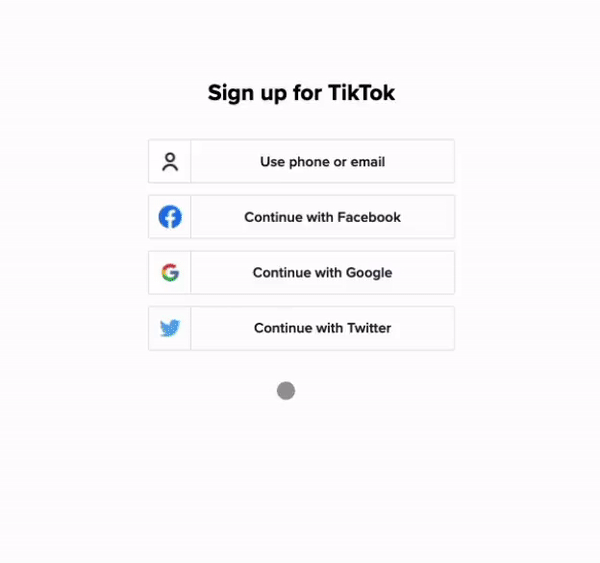 Sign up for TikTok
Use phone or email
Continue with Facebook
Continue with Google
Continue with Twitter